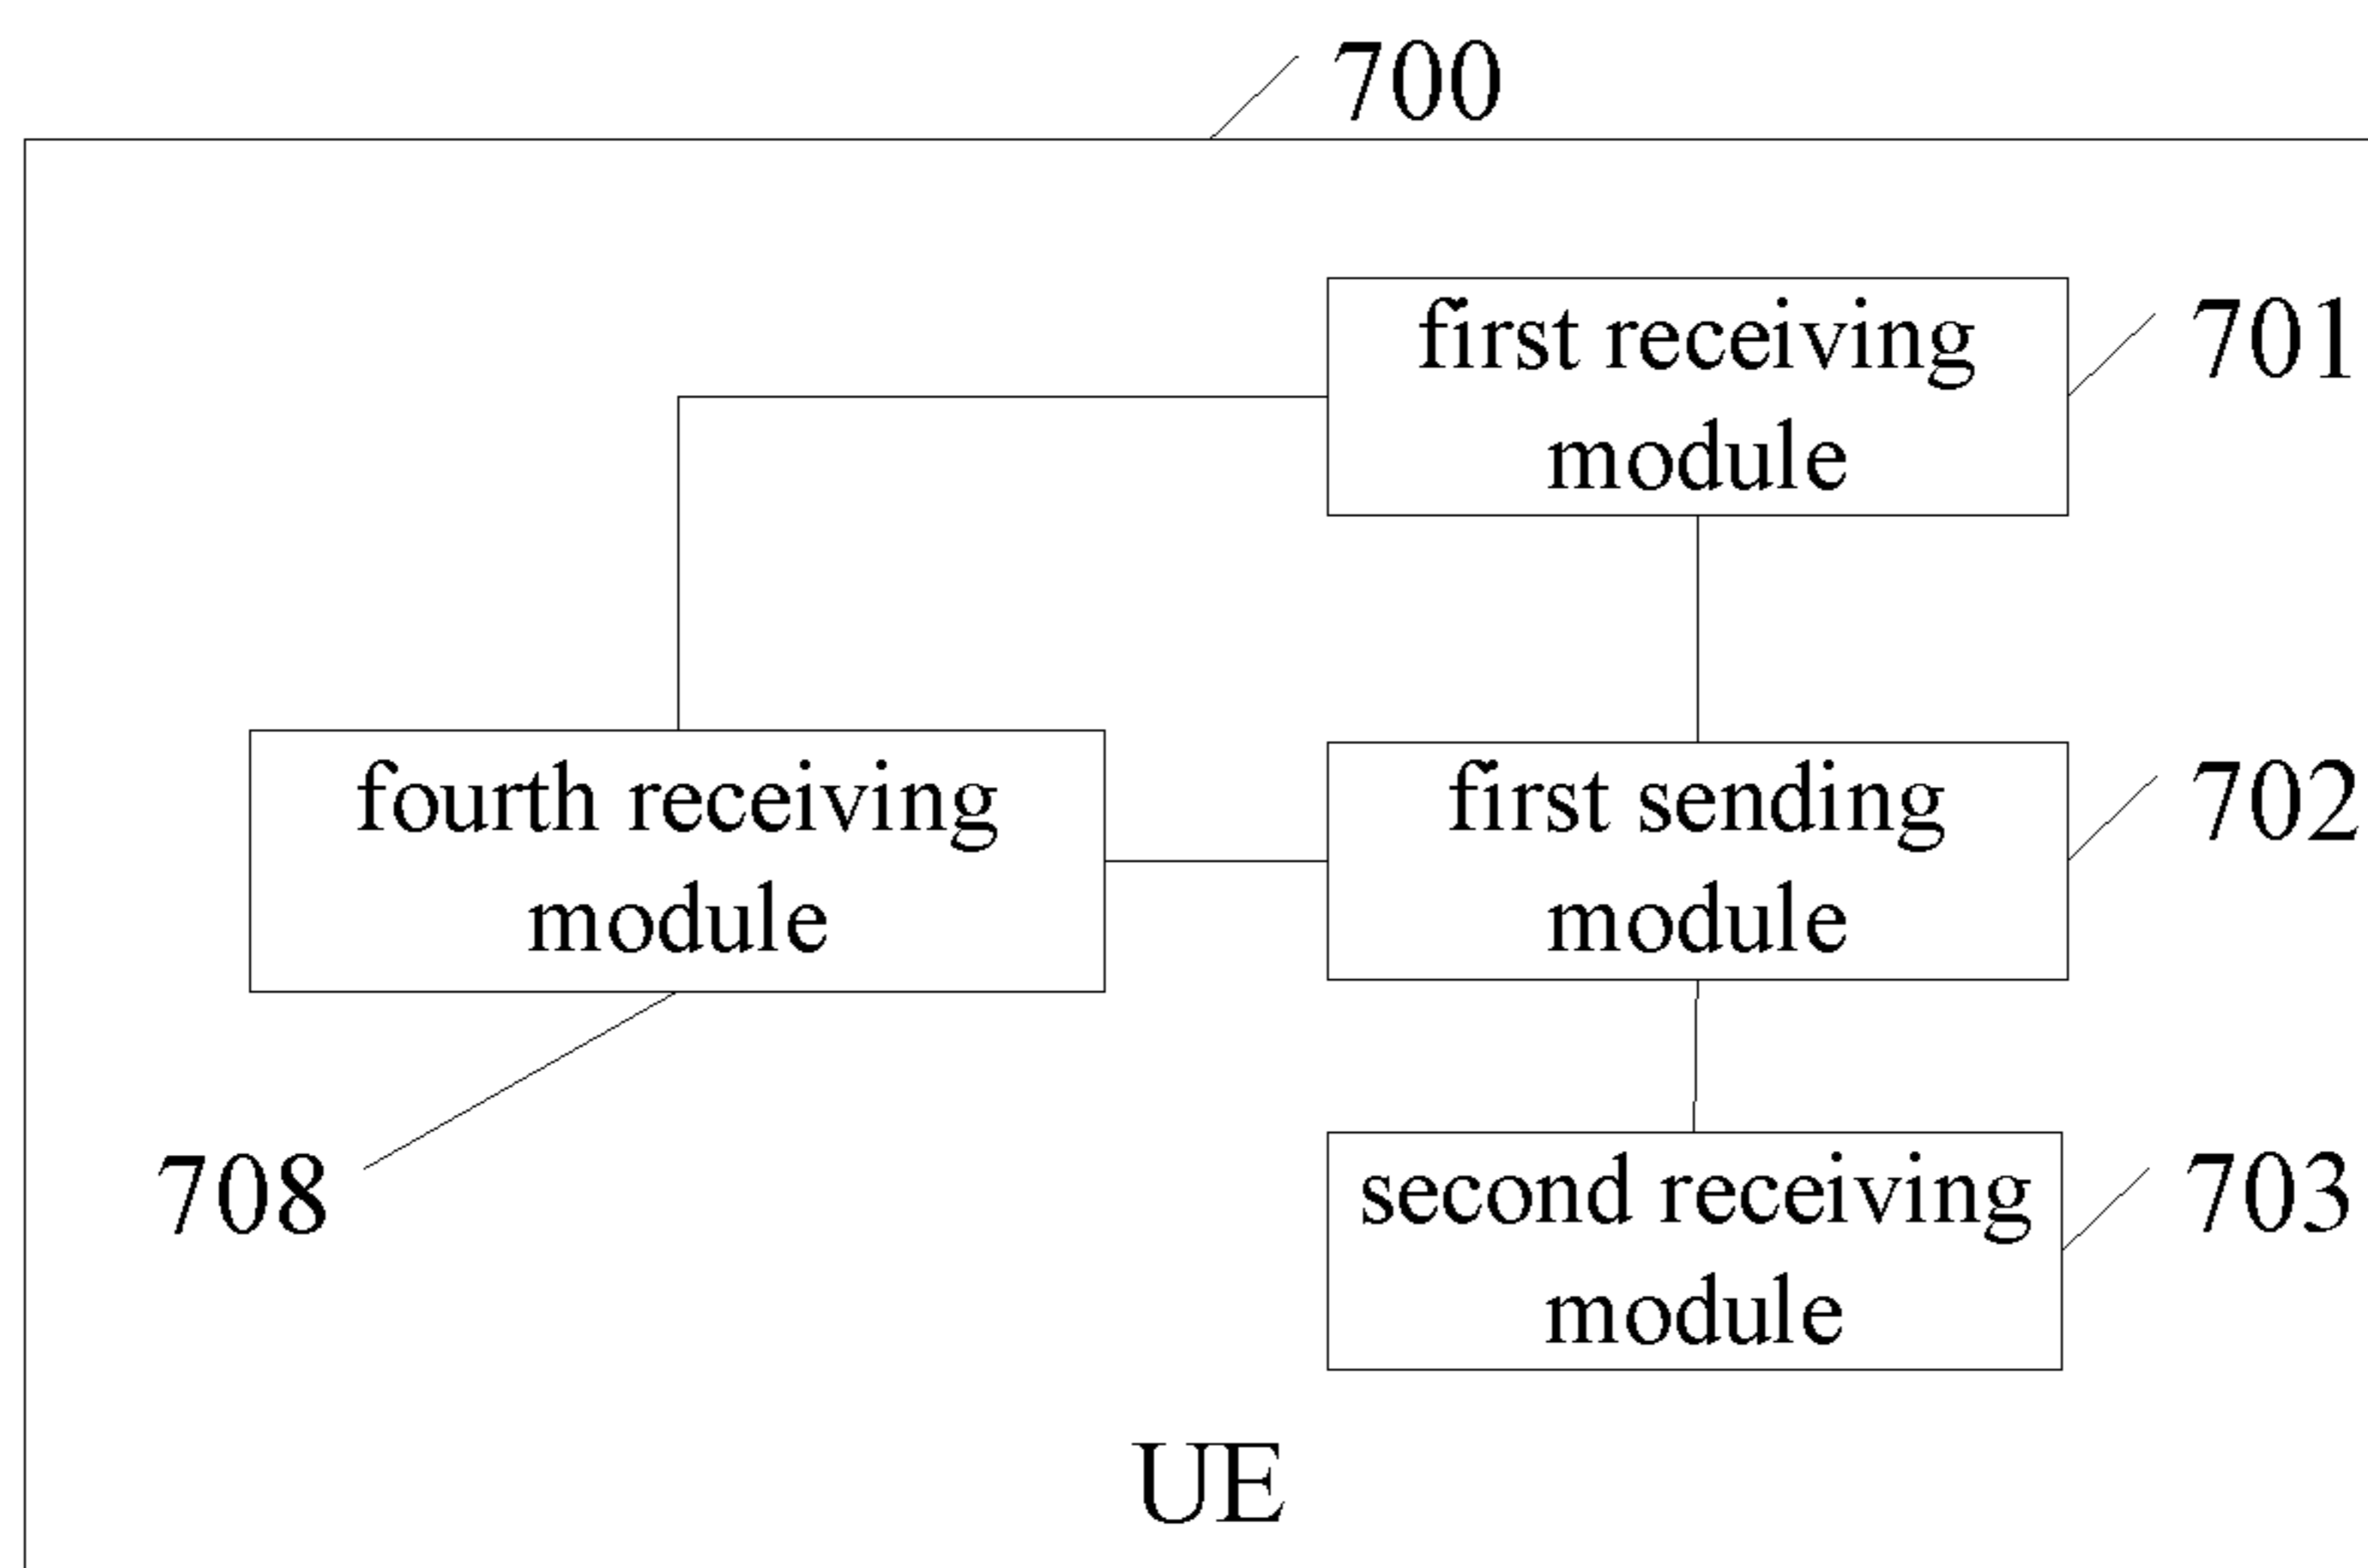 700
first receiving
module
701
fourth receiving
module
first sending
module
702
708
second receiving
module
703
UE